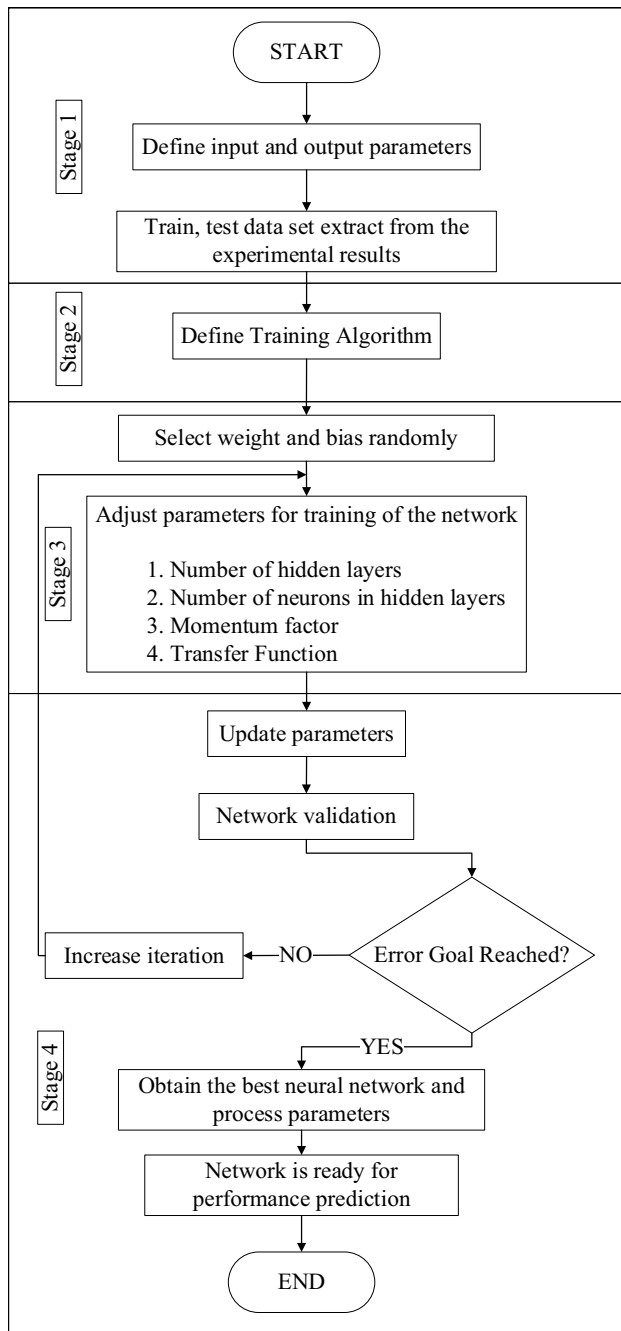 START
Stage 1
Define input and output parameters
Train, test data set extract from the
experimental results
Stage 2
Define Training Algorithm
Select weight and bias randomly
Stage 3
Adjust parameters for training of the network
1. Number of hidden layers
2. Number of neurons in hidden layers
3. Momentum factor
4. Transfer Function
Update parameters
Network validation
Error Goal Reached?
NO
Increase iteration
YES
Stage 4
Obtain the best neural network and
process parameters
Network is ready for
performance prediction
END